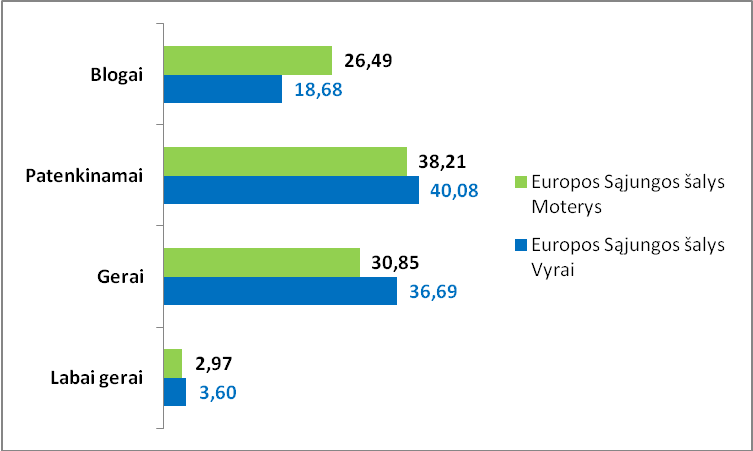 Blogai
26,49
18,68
Patenkinamai
38,21
40,08
Gerai
30,85
36,69
Labai gerai
2,97
3,60
Europos Sąjungos šalys
Moterys
Europos Sąjungos šalys
Vyrai